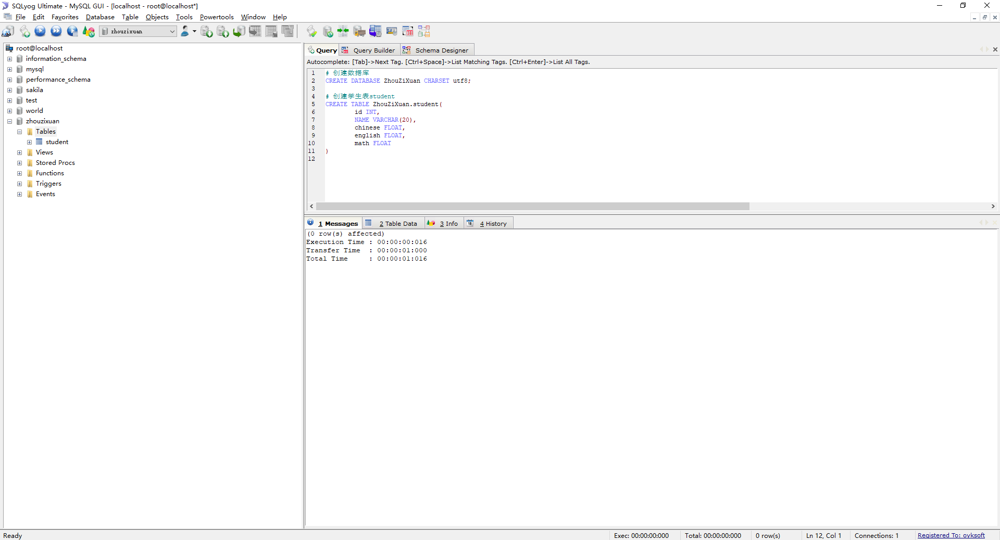 SQLyog Ultimate - MySQL GUI - [localhost - root@localhost*]
File Edit Favorites Database Table Objects Tools Powertools Window Help
zhouzixuan
root@localhost
information_schema
mysql
performance_schema
sakila
test
world
zhouzixuan
Tables
student
Views
Stored Procs
Functions
Triggers
Events
Query Query Builder Schema Designer
Autocomplete: [Tab]->Next Tag. [Ctrl+Space]->List Matching Tags. [Ctrl+Enter]->List All Tags.
1 # 创建数据库
2 CREATE DATABASE ZhouZiXuan CHARSET utf8;
3
4 # 创建学生表student
5 CREATE TABLE ZhouZiXuan.student(
6 id INT,
7 NAME VARCHAR(20),
8 chinese FLOAT,
9 english FLOAT,
10 math FLOAT
11 )
12
1 Messages 2 Table Data 3 Info 4 History
(0 row(s) affected)
Execution Time : 00:00:00:016
Transfer Time : 00:00:01:000
Total Time : 00:00:01:016
Ready Exec: 00:00:00:000 Total: 00:00:00:000 0 row(s) Ln 12, Col 1 Connections: 1 Registered To: ovksoft